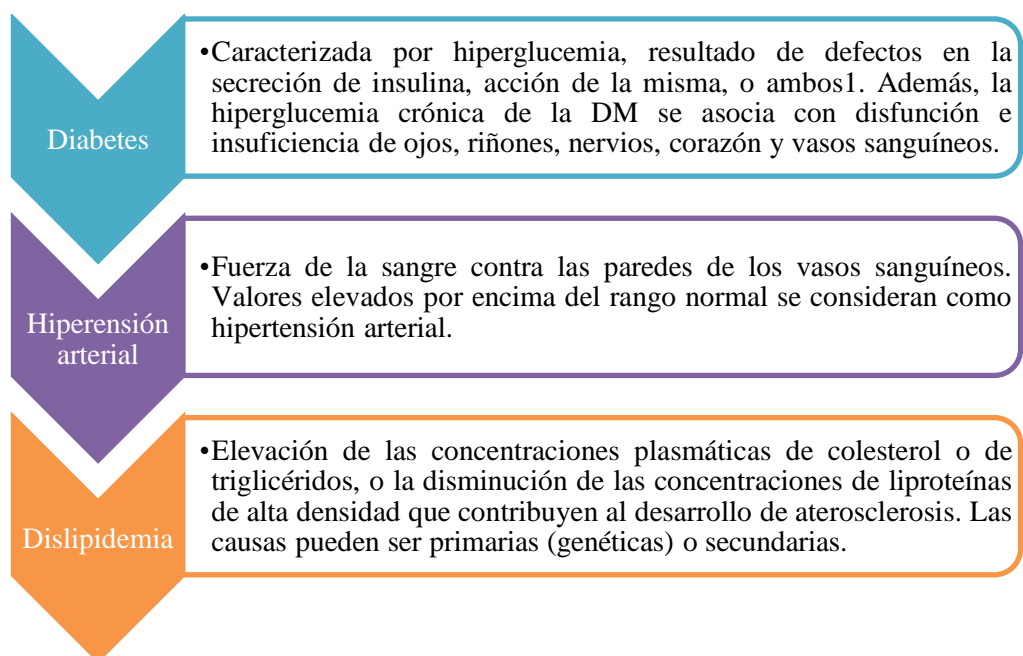 Diabetes
•Caracterizada por hiperglucemia, resultado de defectos en la
secreción de insulina, acción de la misma, o ambos1. Además, la
hiperglucemia crónica de la DM se asocia con disfunción e
insuficiencia de ojos, riñones, nervios, corazón y vasos sanguíneos.
Hiperensión
arterial
•Fuerza de la sangre contra las paredes de los vasos sanguíneos.
Valores elevados por encima del rango normal se consideran como
hipertensión arterial.
Dislipidemia
•Elevación de las concentraciones plasmáticas de colesterol o de
triglicéridos, o la disminución de las concentraciones de liproteínas
de alta densidad que contribuyen al desarrollo de aterosclerosis. Las
causas pueden ser primarias (genéticas) o secundarias.